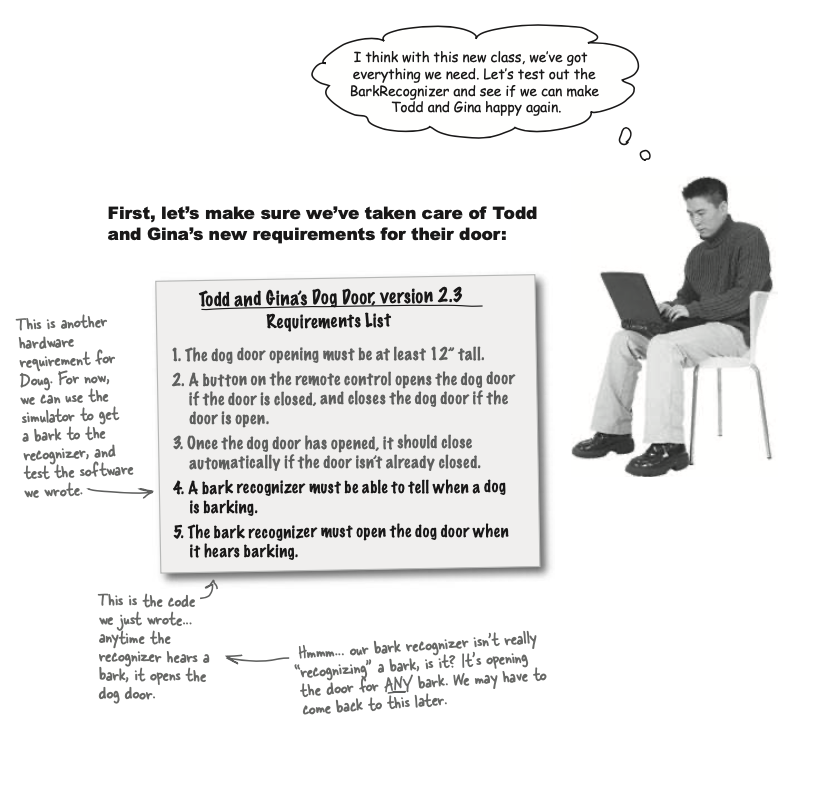 I think with this new class, we've got
everything we need. Let's test out the
BarkRecognizer and see if we can make
Todd and Gina happy again.
First, let's make sure we've taken care of Todd
and Gina's new requirements for their door:
Todd and Gina's Dog Door, version 2.3
Requirements List
1. The dog door opening must be at least 12" tall.
2. A button on the remote control opens the dog door
if the door is closed, and closes the dog door if the
door is open.
3. Once the dog door has opened, it should close
automatically if the door isn't already closed.
4. A bark recognizer must be able to tell when a dog
is barking.
5. The bark recognizer must open the dog door when
it hears barking.
This is another
hardware
requirement for
Doug. For now,
we can use the
simulator to get
a bark to the
recognizer, and
test the software
we wrote.
This is the code
we just wrote...
anytime the
recognizer hears a
bark, it opens the
dog door.
Hmmm... our bark recognizer isn't really
"recognizing" a bark, is it? It's opening
the door for ANY bark. We may have to
come back to this later.